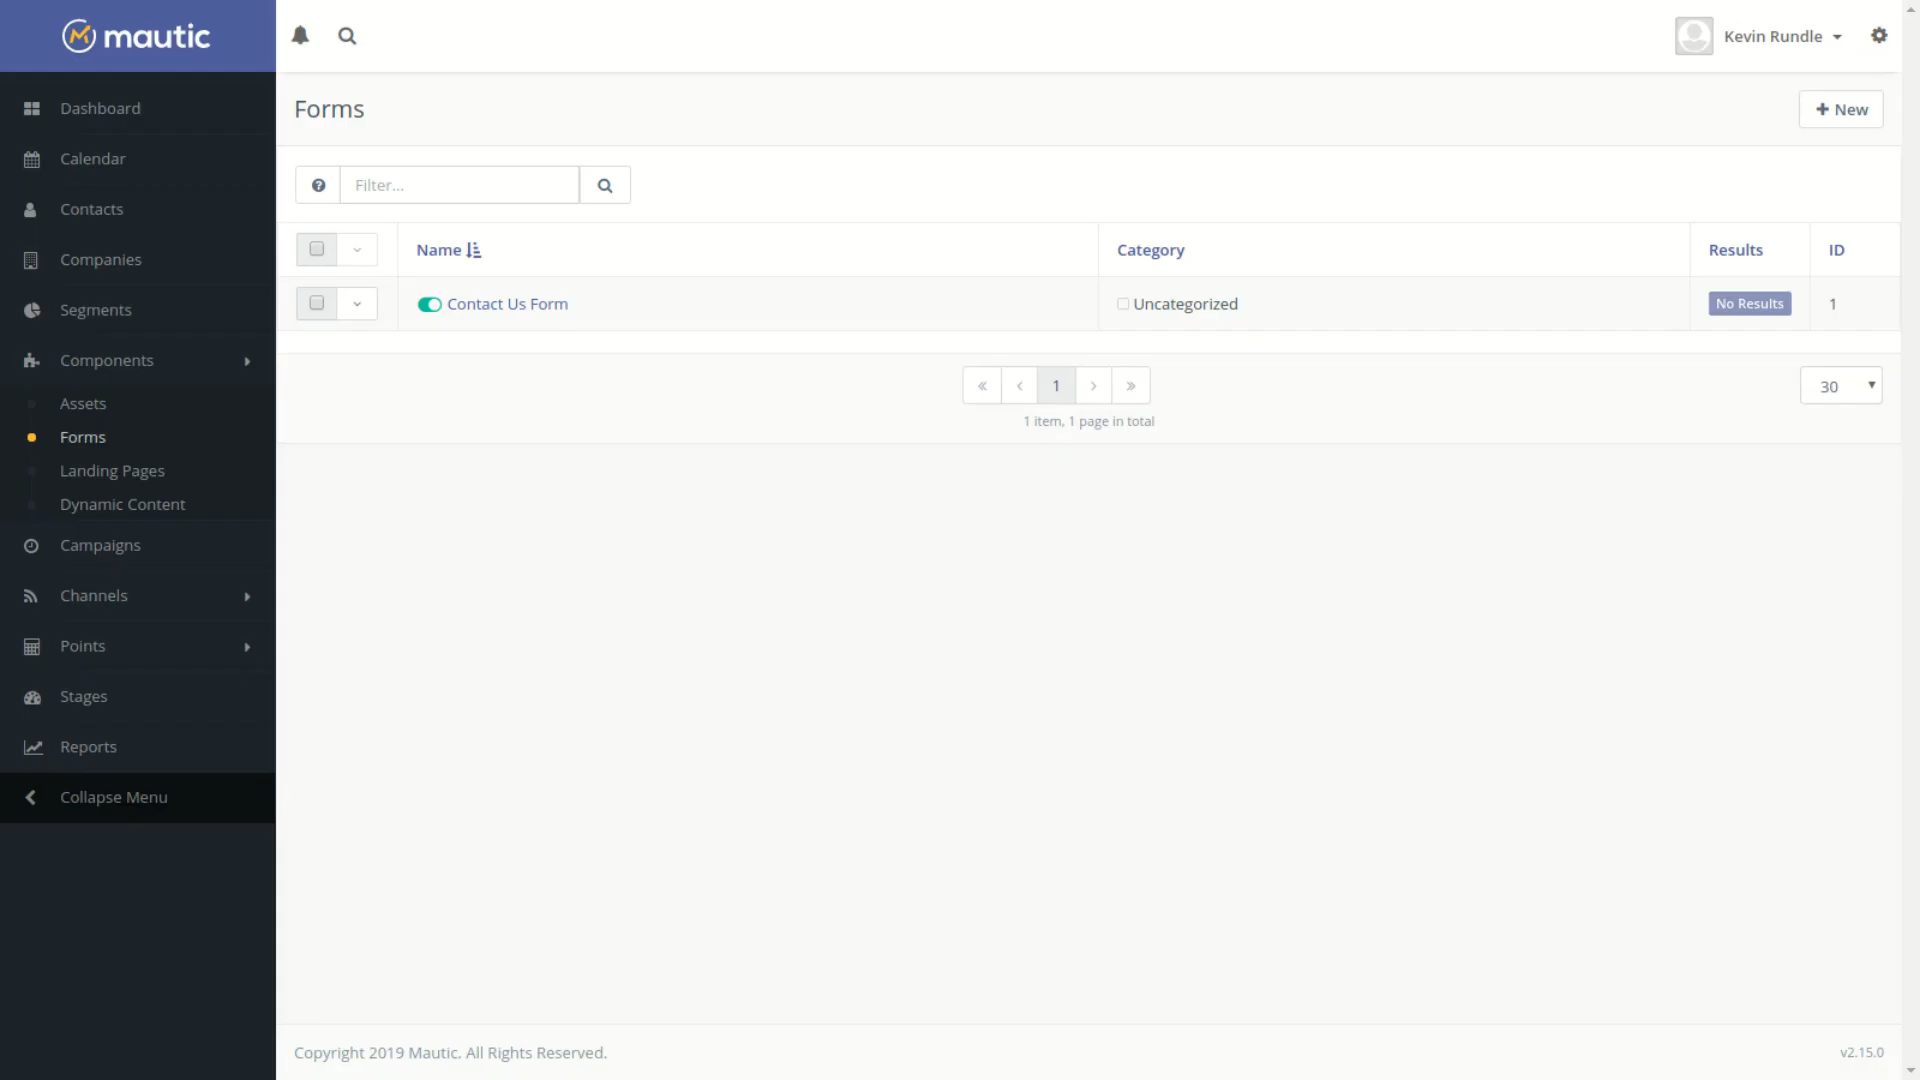 mautic
Kevin Rundle
Dashboard
Calendar
Contacts
Companies
Segments
Components
Assets
Forms
Landing Pages
Dynamic Content
Campaigns
Channels
Points
Stages
Reports
Collapse Menu
Forms
+ New
Filter...
Name
Category
Results
ID
Contact Us Form
Uncategorized
No Results
1
« ‹ 1 › »
30
1 item, 1 page in total
Copyright 2019 Mautic. All Rights Reserved.
v2.15.0